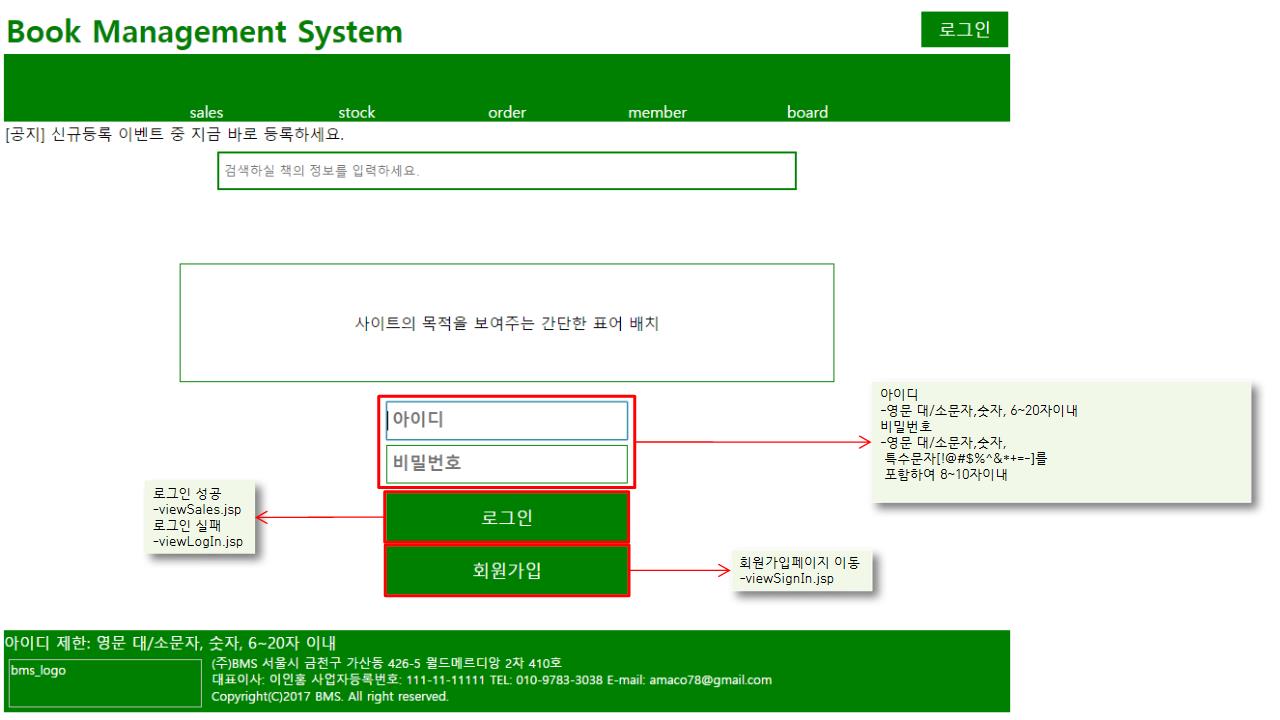 Book Management System
로그인
sales stock order member board
[공지] 신규등록 이벤트 중 지금 바로 등록하세요.
검색하실 책의 정보를 입력하세요.
사이트의 목적을 보여주는 간단한 표어 배치
아이디
비밀번호
로그인
회원가입
아이디
-영문 대/소문자,숫자, 6~20자이내
비밀번호
-영문 대/소문자,숫자,
특수문자[!@#$%^&*+=-]를
포함하여 8~10자이내
로그인 성공
-viewSales.jsp
로그인 실패
-viewLogIn.jsp
회원가입페이지 이동
-viewSignIn.jsp
아이디 제한: 영문 대/소문자, 숫자, 6~20자 이내
bms_logo
(주)BMS 서울시 금천구 가산동 426-5 월드메르디앙 2차 410호
대표이사: 이인홀 사업자등록번호: 111-11-11111 TEL: 010-9783-3038 E-mail: amaco78@gmail.com
Copyright(C)2017 BMS. All right reserved.